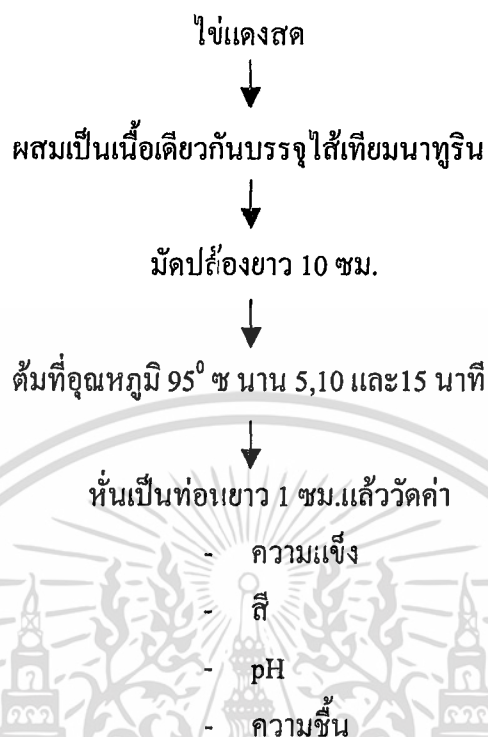 ไข่แดงสด
ผสมเป็นเนื้อเดียวกันบรรจุไส้เทียมนาทูริน
มัดปล้องยาว 10 ซม.
ต้มที่อุณหภูมิ 95⁰ ซ นาน 5,10 และ15 นาที
หั่นเป็นท่อนยาว 1 ซม.แล้ววัดค่า
- ความแข็ง
- สี
- pH
- ความชื้น